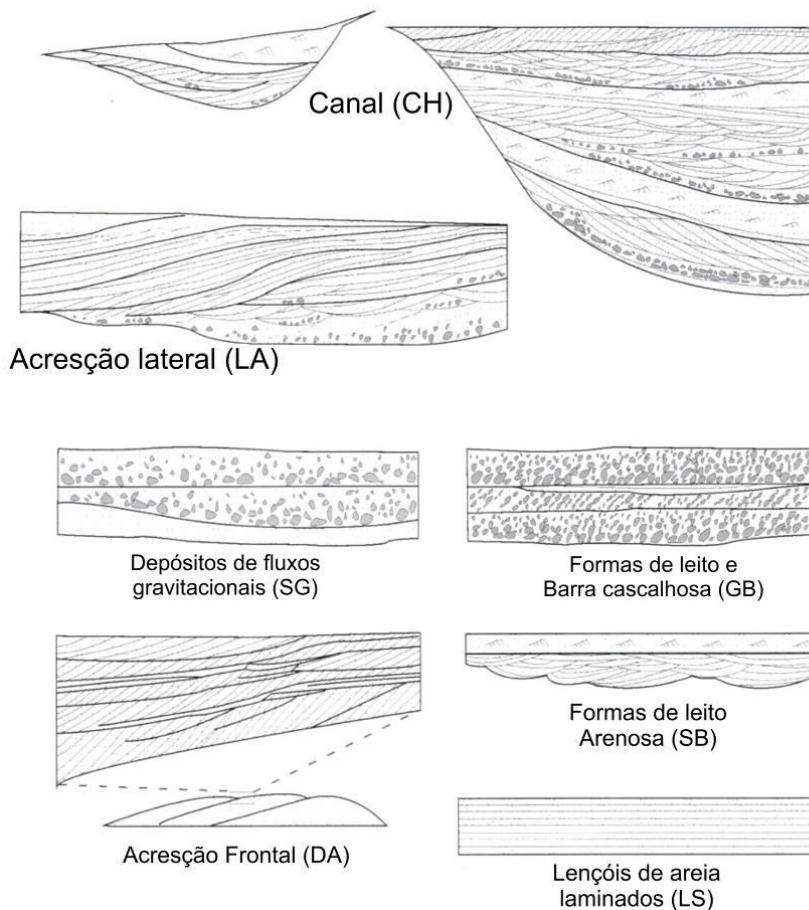 Canal (CH)
Acresção lateral (LA)
Depósitos de fluxos
gravitacionais (SG)
Formas de leito e
Barra cascalhosa (GB)
Formas de leito
Arenosa (SB)
Acresção Frontal (DA)
Lençóis de areia
laminados (LS)